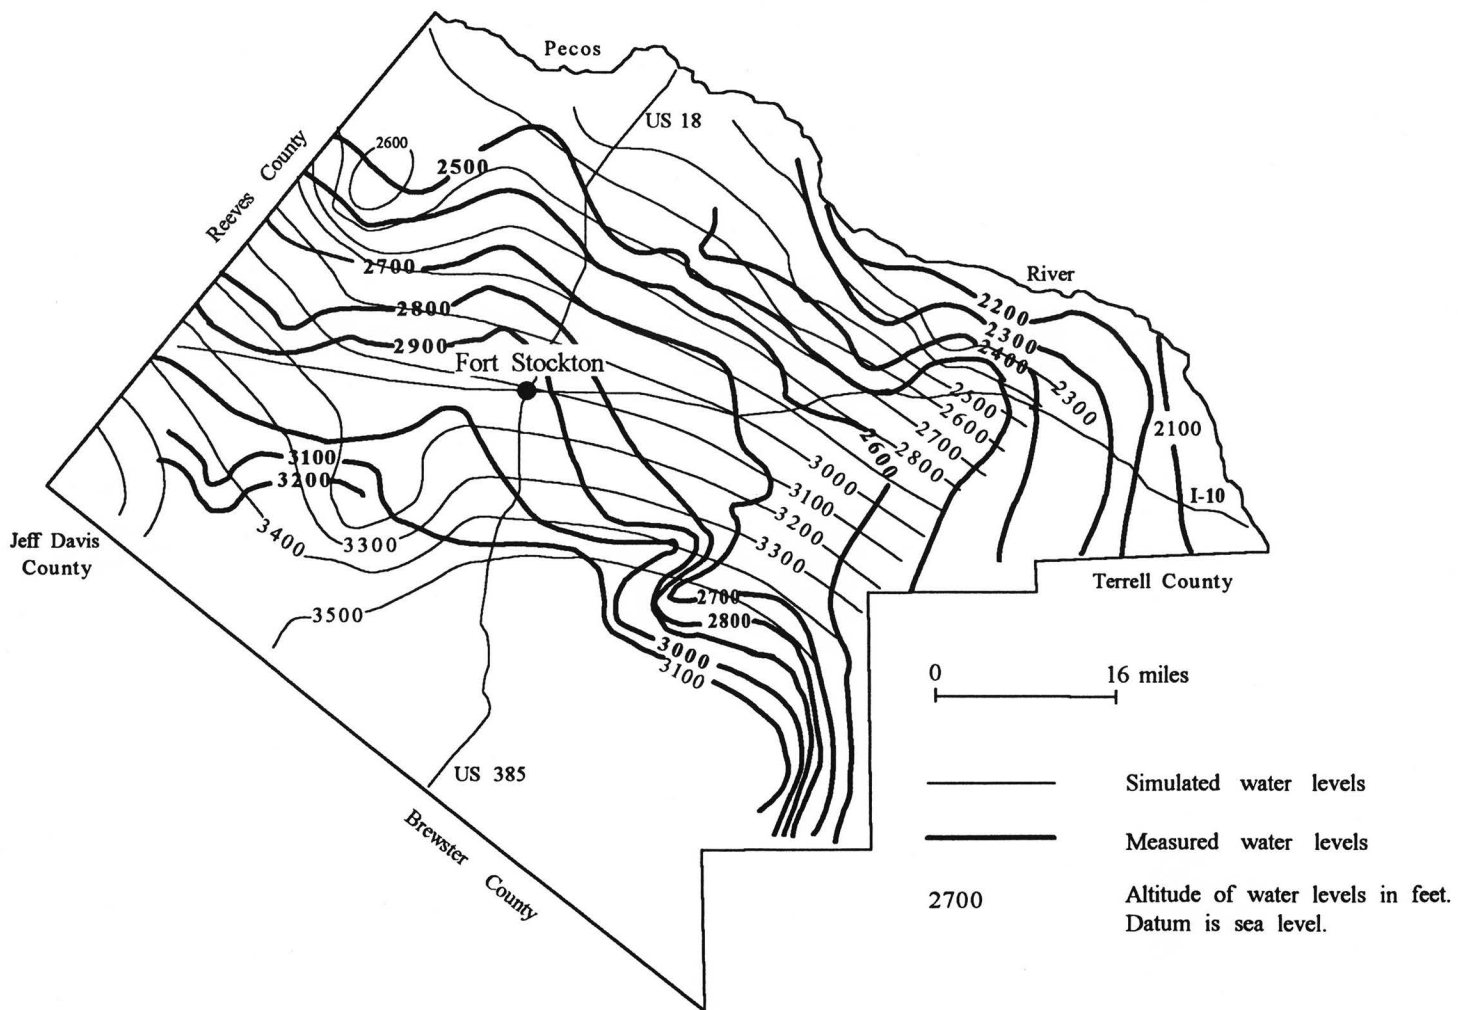 Pecos
US 18
Reeves County
2600
2500
River
2700
2200
2800
2300
2900
2400
Fort Stockton
2500
2300
2600
2100
2700
2600
2800
3100
3000
3200
3100
I-10
3400
3300
3200
Jeff Davis
County
3300
Terrell County
2700
3500
2800
3000
3100
0 16 miles
US 385
Simulated water levels
Brewster County
Measured water levels
2700
Altitude of water levels in feet.
Datum is sea level.